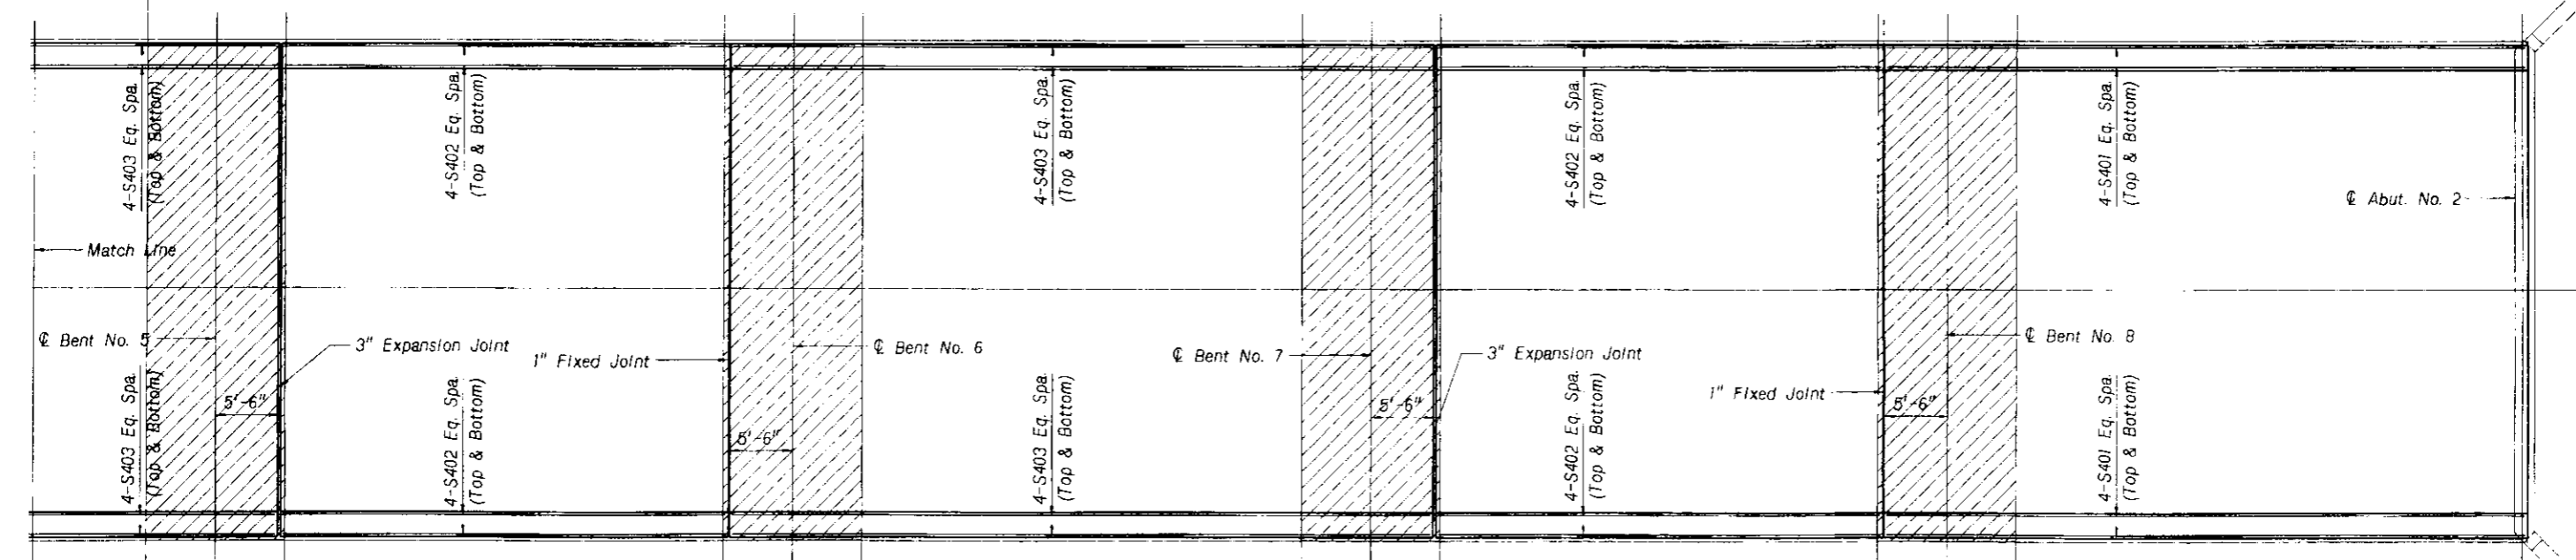 4-S403 Eq. Spa.
(Top & Bottom)
4-S402 Eq. Spa.
(Top & Bottom)
4-S403 Eq. Spa.
(Top & Bottom)
4-S402 Eq. Spa.
(Top & Bottom)
4-S401 Eq. Spa.
(Top & Bottom)
℄ Abut. No. 2
Match Line
℄ Bent No. 5
3" Expansion Joint
1" Fixed Joint
℄ Bent No. 6
℄ Bent No. 7
3" Expansion Joint
1" Fixed Joint
℄ Bent No. 8
5'-6"
5'-6"
5'-6"
5'-6"
4-S403 Eq. Spa.
(Top & Bottom)
4-S402 Eq. Spa.
(Top & Bottom)
4-S403 Eq. Spa.
(Top & Bottom)
4-S402 Eq. Spa.
(Top & Bottom)
4-S401 Eq. Spa.
(Top & Bottom)